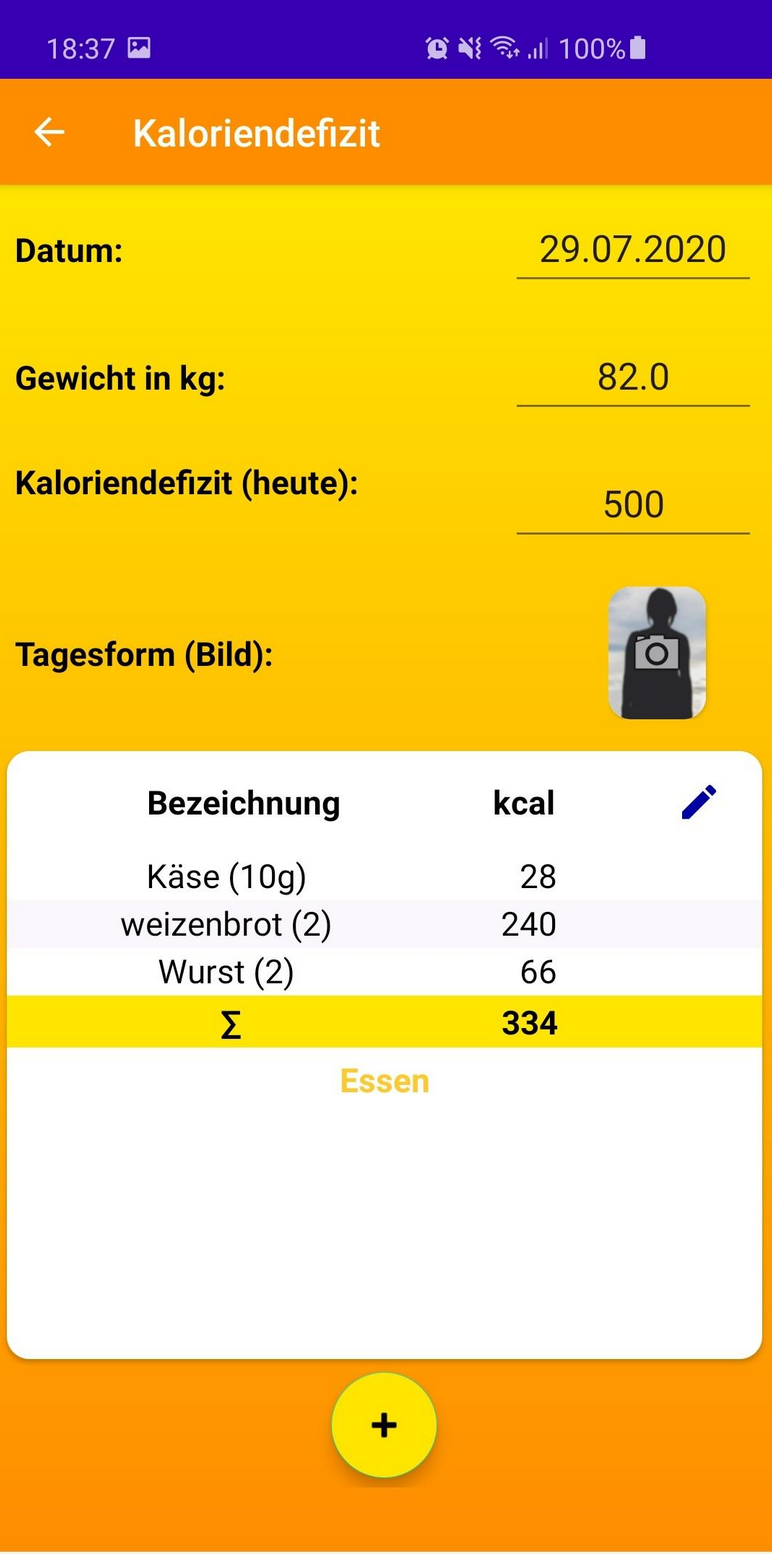 18:37 100%
Kaloriendefizit
Datum: 29.07.2020
Gewicht in kg: 82.0
Kaloriendefizit (heute): 500
Tagesform (Bild):
Bezeichnung kcal
Käse (10g) 28
weizenbrot (2) 240
Wurst (2) 66
Σ 334
Essen
+